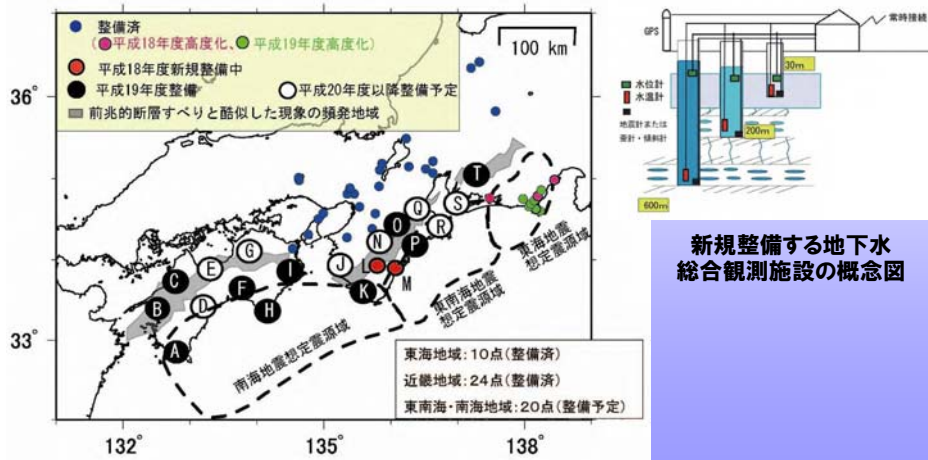 整備済
(●平成18年度高度化、●平成19年度高度化)
平成18年度新規整備中
平成19年度整備 ○平成20年度以降整備予定
前兆的断層すべりと酷似した現象の頻発地域
100 km
36°
33°
132°
135°
138°
A
B
C
D
E
F
G
H
I
J
K
L
M
N
O
P
Q
R
S
T
南海地震想定震源域
東南海地震
想定震源域
東海地震
想定震源域
東海地域:10点(整備済)
近畿地域:24点(整備済)
東南海・南海地域:20点(整備予定)
GPS
常時接続
水位計
水温計
地震計または
歪計・傾斜計
30m
200m
600m
新規整備する地下水
総合観測施設の概念図